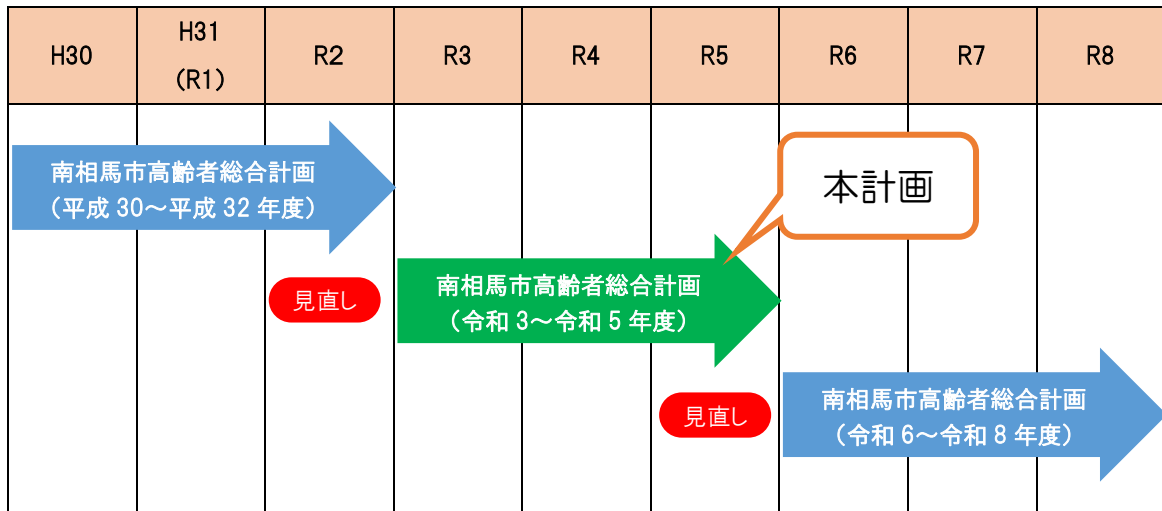 H30
H31
(R1)
R2
R3
R4
R5
R6
R7
R8
南相馬市高齢者総合計画
（平成 30～平成 32 年度）
本計画
見直し
南相馬市高齢者総合計画
（令和 3～令和 5 年度）
見直し
南相馬市高齢者総合計画
（令和 6～令和 8 年度）